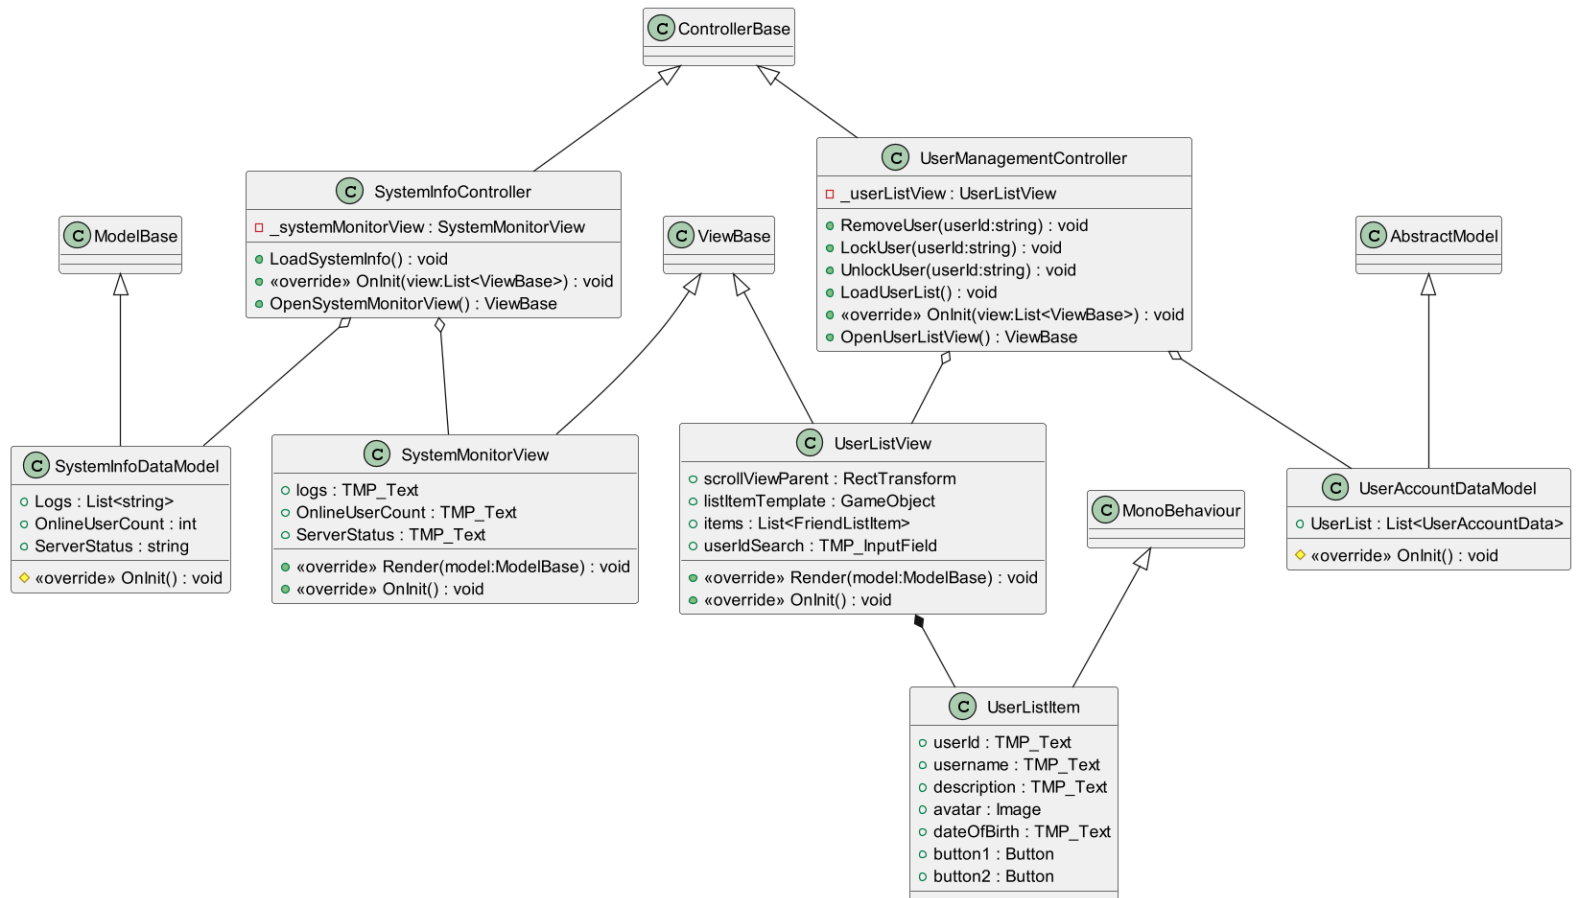 C ControllerBase
C UserManagementController
_userListView : UserListView
RemoveUser(userId:string) : void
LockUser(userId:string) : void
UnlockUser(userId:string) : void
LoadUserList() : void
«override» OnInit(view:List<ViewBase>) : void
OpenUserListView() : ViewBase
C SystemInfoController
_systemMonitorView : SystemMonitorView
LoadSystemInfo() : void
«override» OnInit(view:List<ViewBase>) : void
OpenSystemMonitorView() : ViewBase
C ModelBase
C ViewBase
C AbstractModel
C SystemInfoDataModel
Logs : List<string>
OnlineUserCount : int
ServerStatus : string
«override» OnInit() : void
C SystemMonitorView
logs : TMP_Text
OnlineUserCount : TMP_Text
ServerStatus : TMP_Text
«override» Render(model:ModelBase) : void
«override» OnInit() : void
C UserListView
scrollViewParent : RectTransform
listItemTemplate : GameObject
items : List<FriendListItem>
userIdSearch : TMP_InputField
«override» Render(model:ModelBase) : void
«override» OnInit() : void
C MonoBehaviour
C UserAccountDataModel
UserList : List<UserAccountData>
«override» OnInit() : void
C UserListItem
userId : TMP_Text
username : TMP_Text
description : TMP_Text
avatar : Image
dateOfBirth : TMP_Text
button1 : Button
button2 : Button